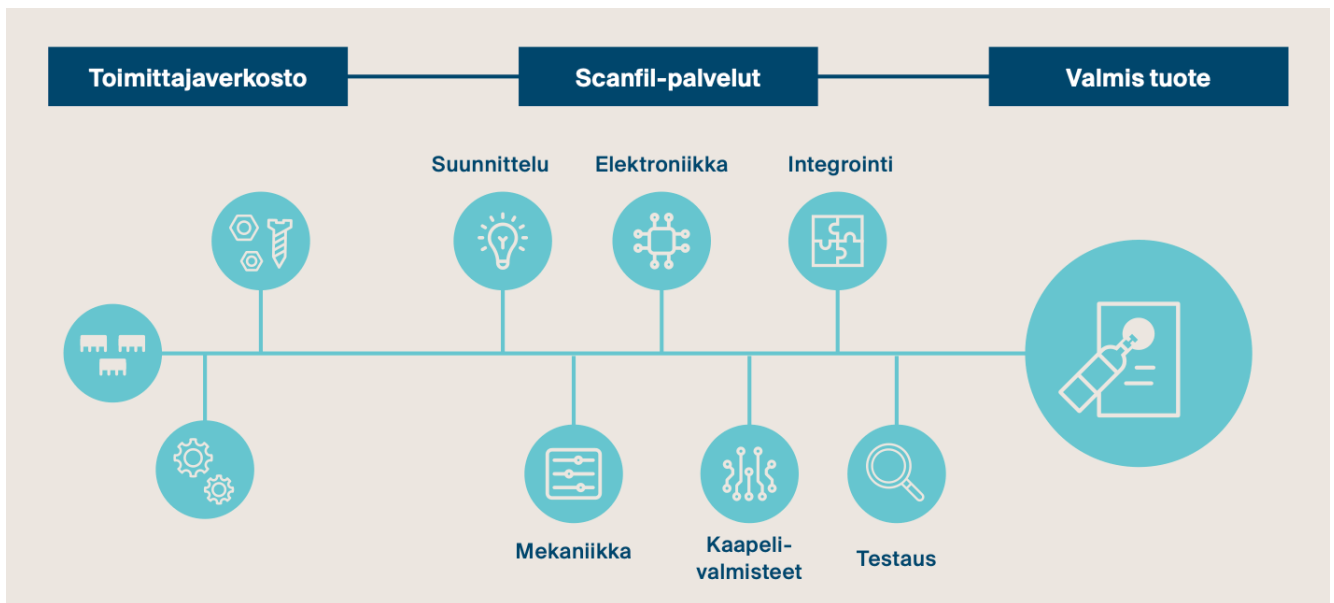 Toimittajaverkosto
Scanfil-palvelut
Valmis tuote
Suunnittelu
Elektroniikka
Integrointi
Mekaniikka
Kaapeli-
valmisteet
Testaus